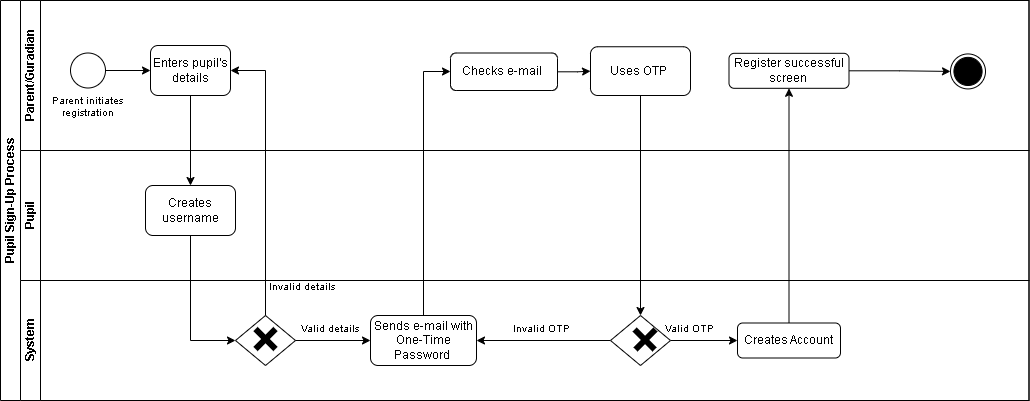 Pupil Sign-Up Process
Parent/Guradian
Parent initiates
registration
Enters pupil's
details
Checks e-mail
Uses OTP
Register successful
screen
Pupil
Creates
username
System
Invalid details
Valid details
Sends e-mail with
One-Time
Password
Invalid OTP
Valid OTP
Creates Account